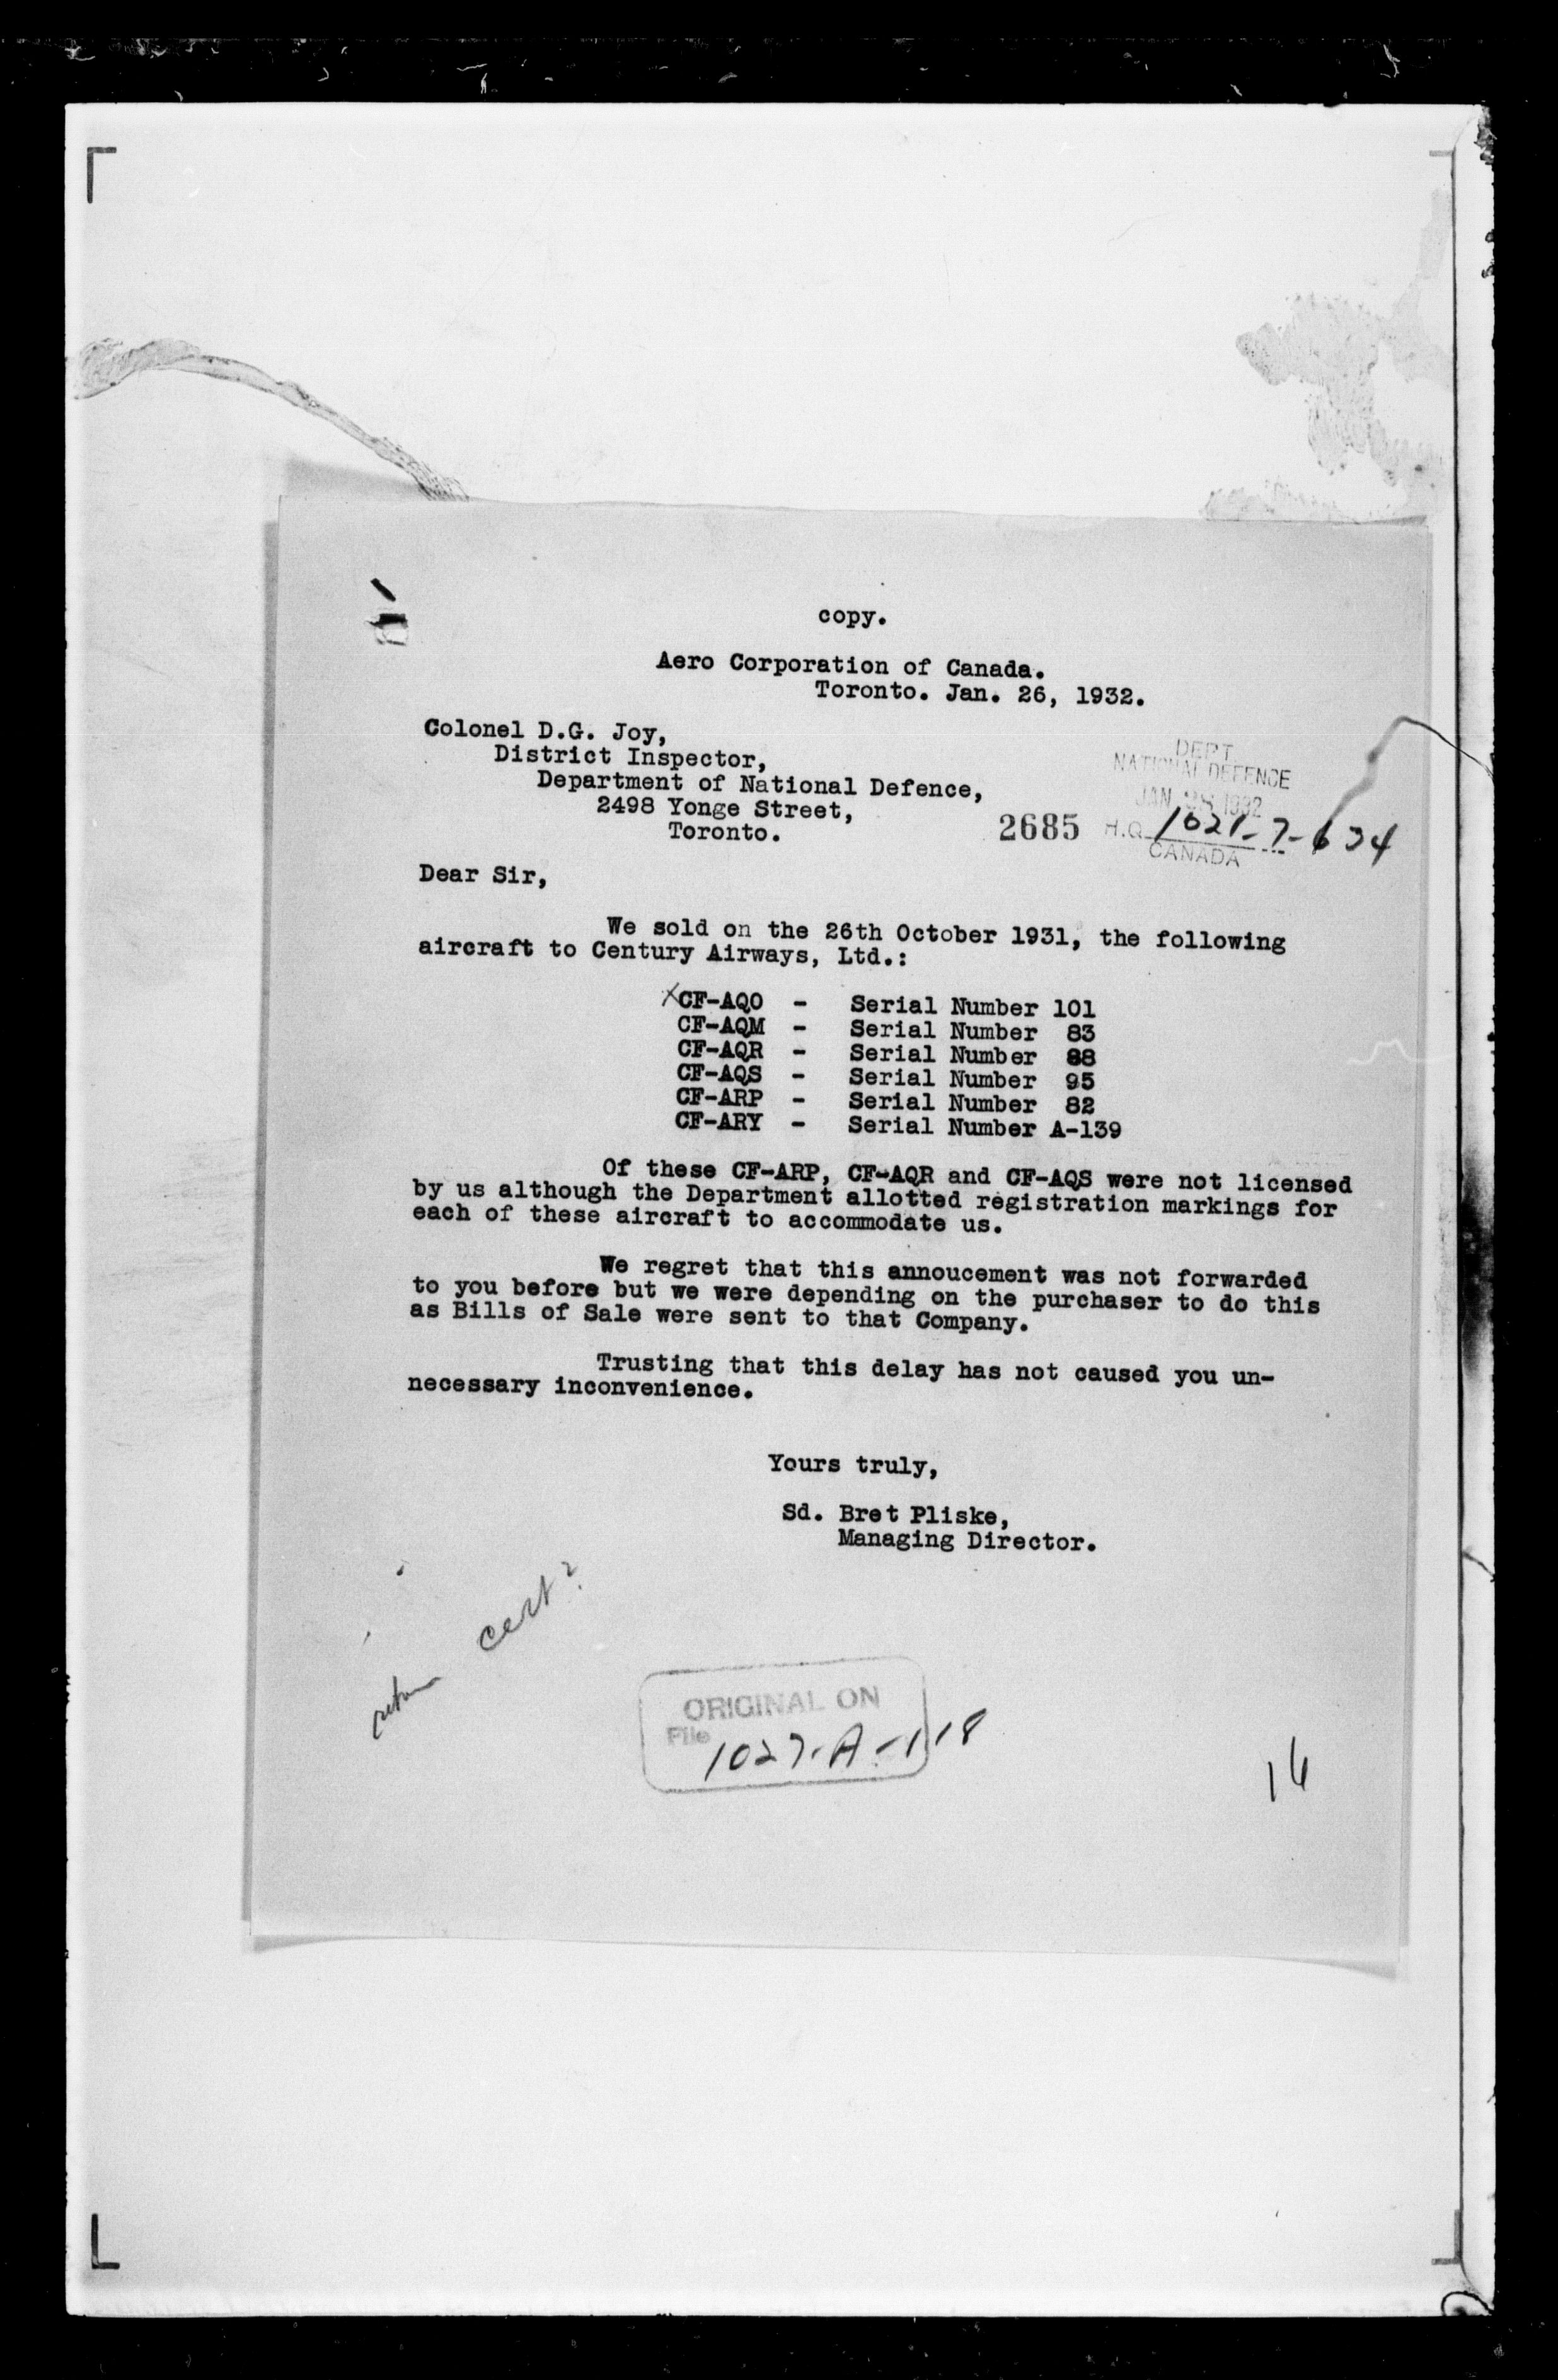 copy.
Aero Corporation of Canada.
Toronto. Jan. 26, 1932.
Colonel D.G. Joy,
District Inspector,
Department of National Defence,
2498 Yonge Street,
Toronto.
DEPT
NATIONAL DEFENCE
JAN 1932
2685 H.Q. 1021-7-634
CANADA
Dear Sir,
We sold on the 26th October 1931, the following
aircraft to Century Airways, Ltd.:
XCF-AQO - Serial Number 101
CF-AQM - Serial Number 83
CF-AQR - Serial Number 88
CF-AQS - Serial Number 95
CF-ARP - Serial Number 82
CF-ARY - Serial Number A-139
Of these CF-ARP, CF-AQR and CF-AQS were not licensed
by us although the Department allotted registration markings for
each of these aircraft to accommodate us.
We regret that this annoucement was not forwarded
to you before but we were depending on the purchaser to do this
as Bills of Sale were sent to that Company.
Trusting that this delay has not caused you un-
necessary inconvenience.
Yours truly,
Sd. Bret Pliske,
Managing Director.
return cert?
ORIGINAL ON
File 1027-A-118
16